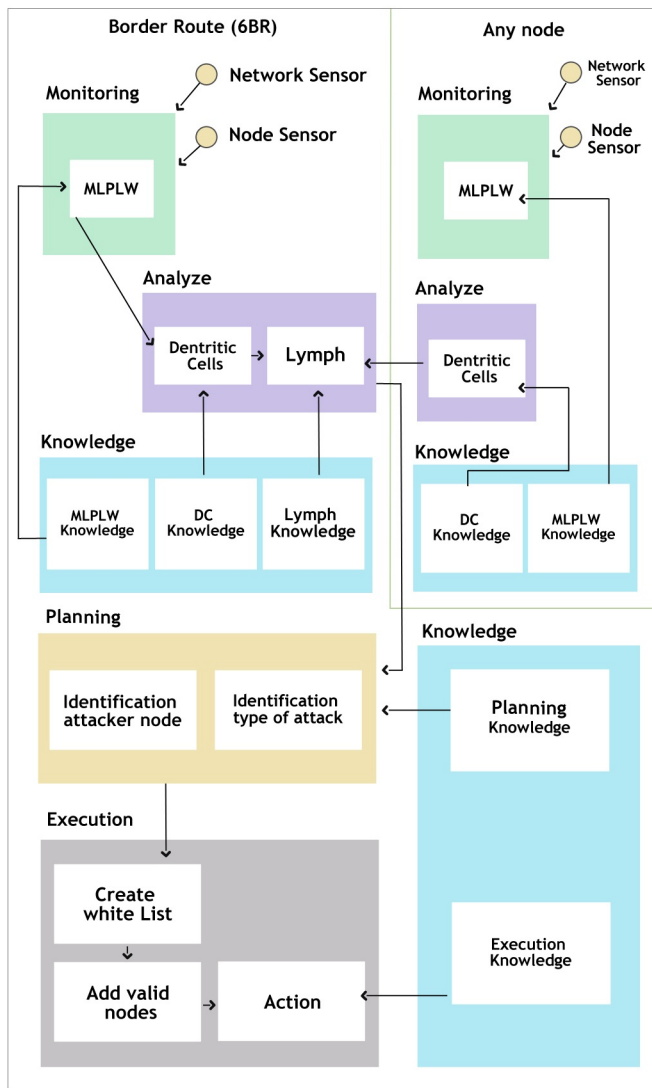 Border Route (6BR)
Network Sensor
Monitoring
Node Sensor
MLPLW
Analyze
Dentritic
Cells
Lymph
Knowledge
MLPLW
Knowledge
DC
Knowledge
Lymph
Knowledge
Any node
Network
Sensor
Monitoring
Node
Sensor
MLPLW
Analyze
Dentritic
Cells
Knowledge
DC
Knowledge
MLPLW
Knowledge
Planning
Identification
attacker node
Identification
type of attack
Knowledge
Planning
Knowledge
Execution
Create
white List
Add valid
nodes
Action
Execution
Knowledge